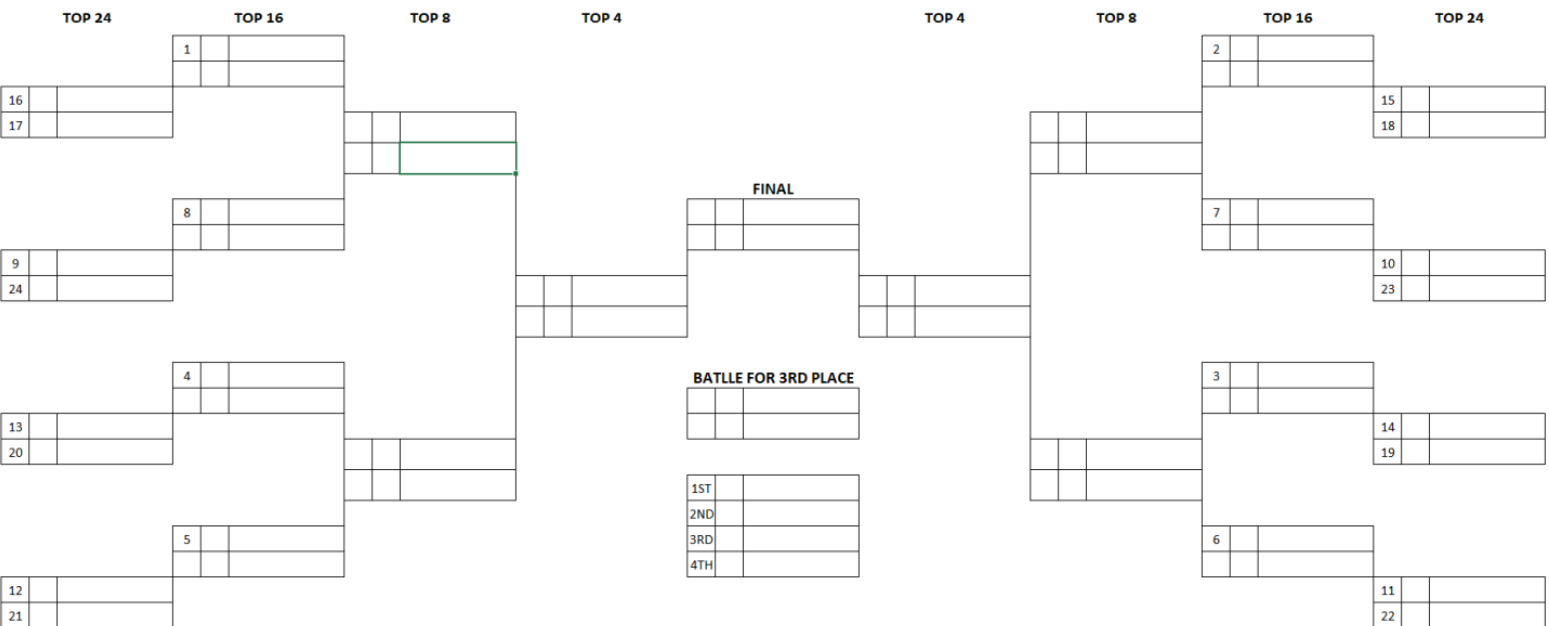 TOP 24 TOP 16 TOP 8 TOP 4 TOP 4 TOP 8 TOP 16 TOP 24
1 2
16 15
17 18
FINAL
8 7
9 10
24 23
4 3
BATLLE FOR 3RD PLACE
13 14
20 19
1ST
2ND
5 3RD 6
4TH
12 11
21 22